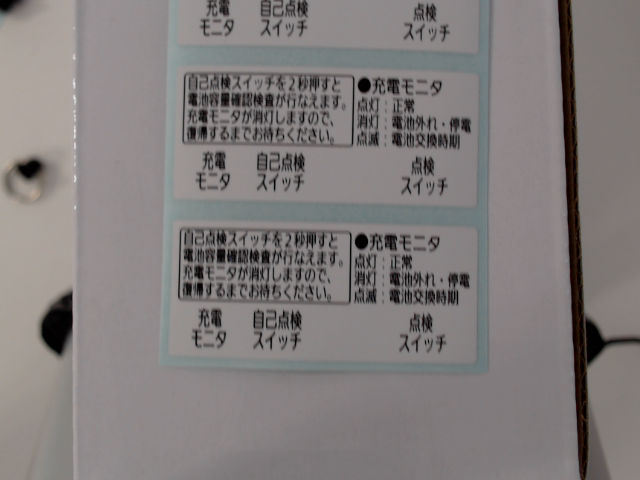 充電 自己点検 点検
モニタ スイッチ スイッチ
自己点検スイッチを2秒押すと
電池容量確認検査が行なえます。
充電モニタが消灯しますので、
復帰するまでお待ちください。
●充電モニタ
点灯：正常
消灯：電池外れ・停電
点滅：電池交換時期
充電 自己点検 点検
モニタ スイッチ スイッチ
自己点検スイッチを2秒押すと
電池容量確認検査が行なえます。
充電モニタが消灯しますので、
復帰するまでお待ちください。
●充電モニタ
点灯：正常
消灯：電池外れ・停電
点滅：電池交換時期
充電 自己点検 点検
モニタ スイッチ スイッチ